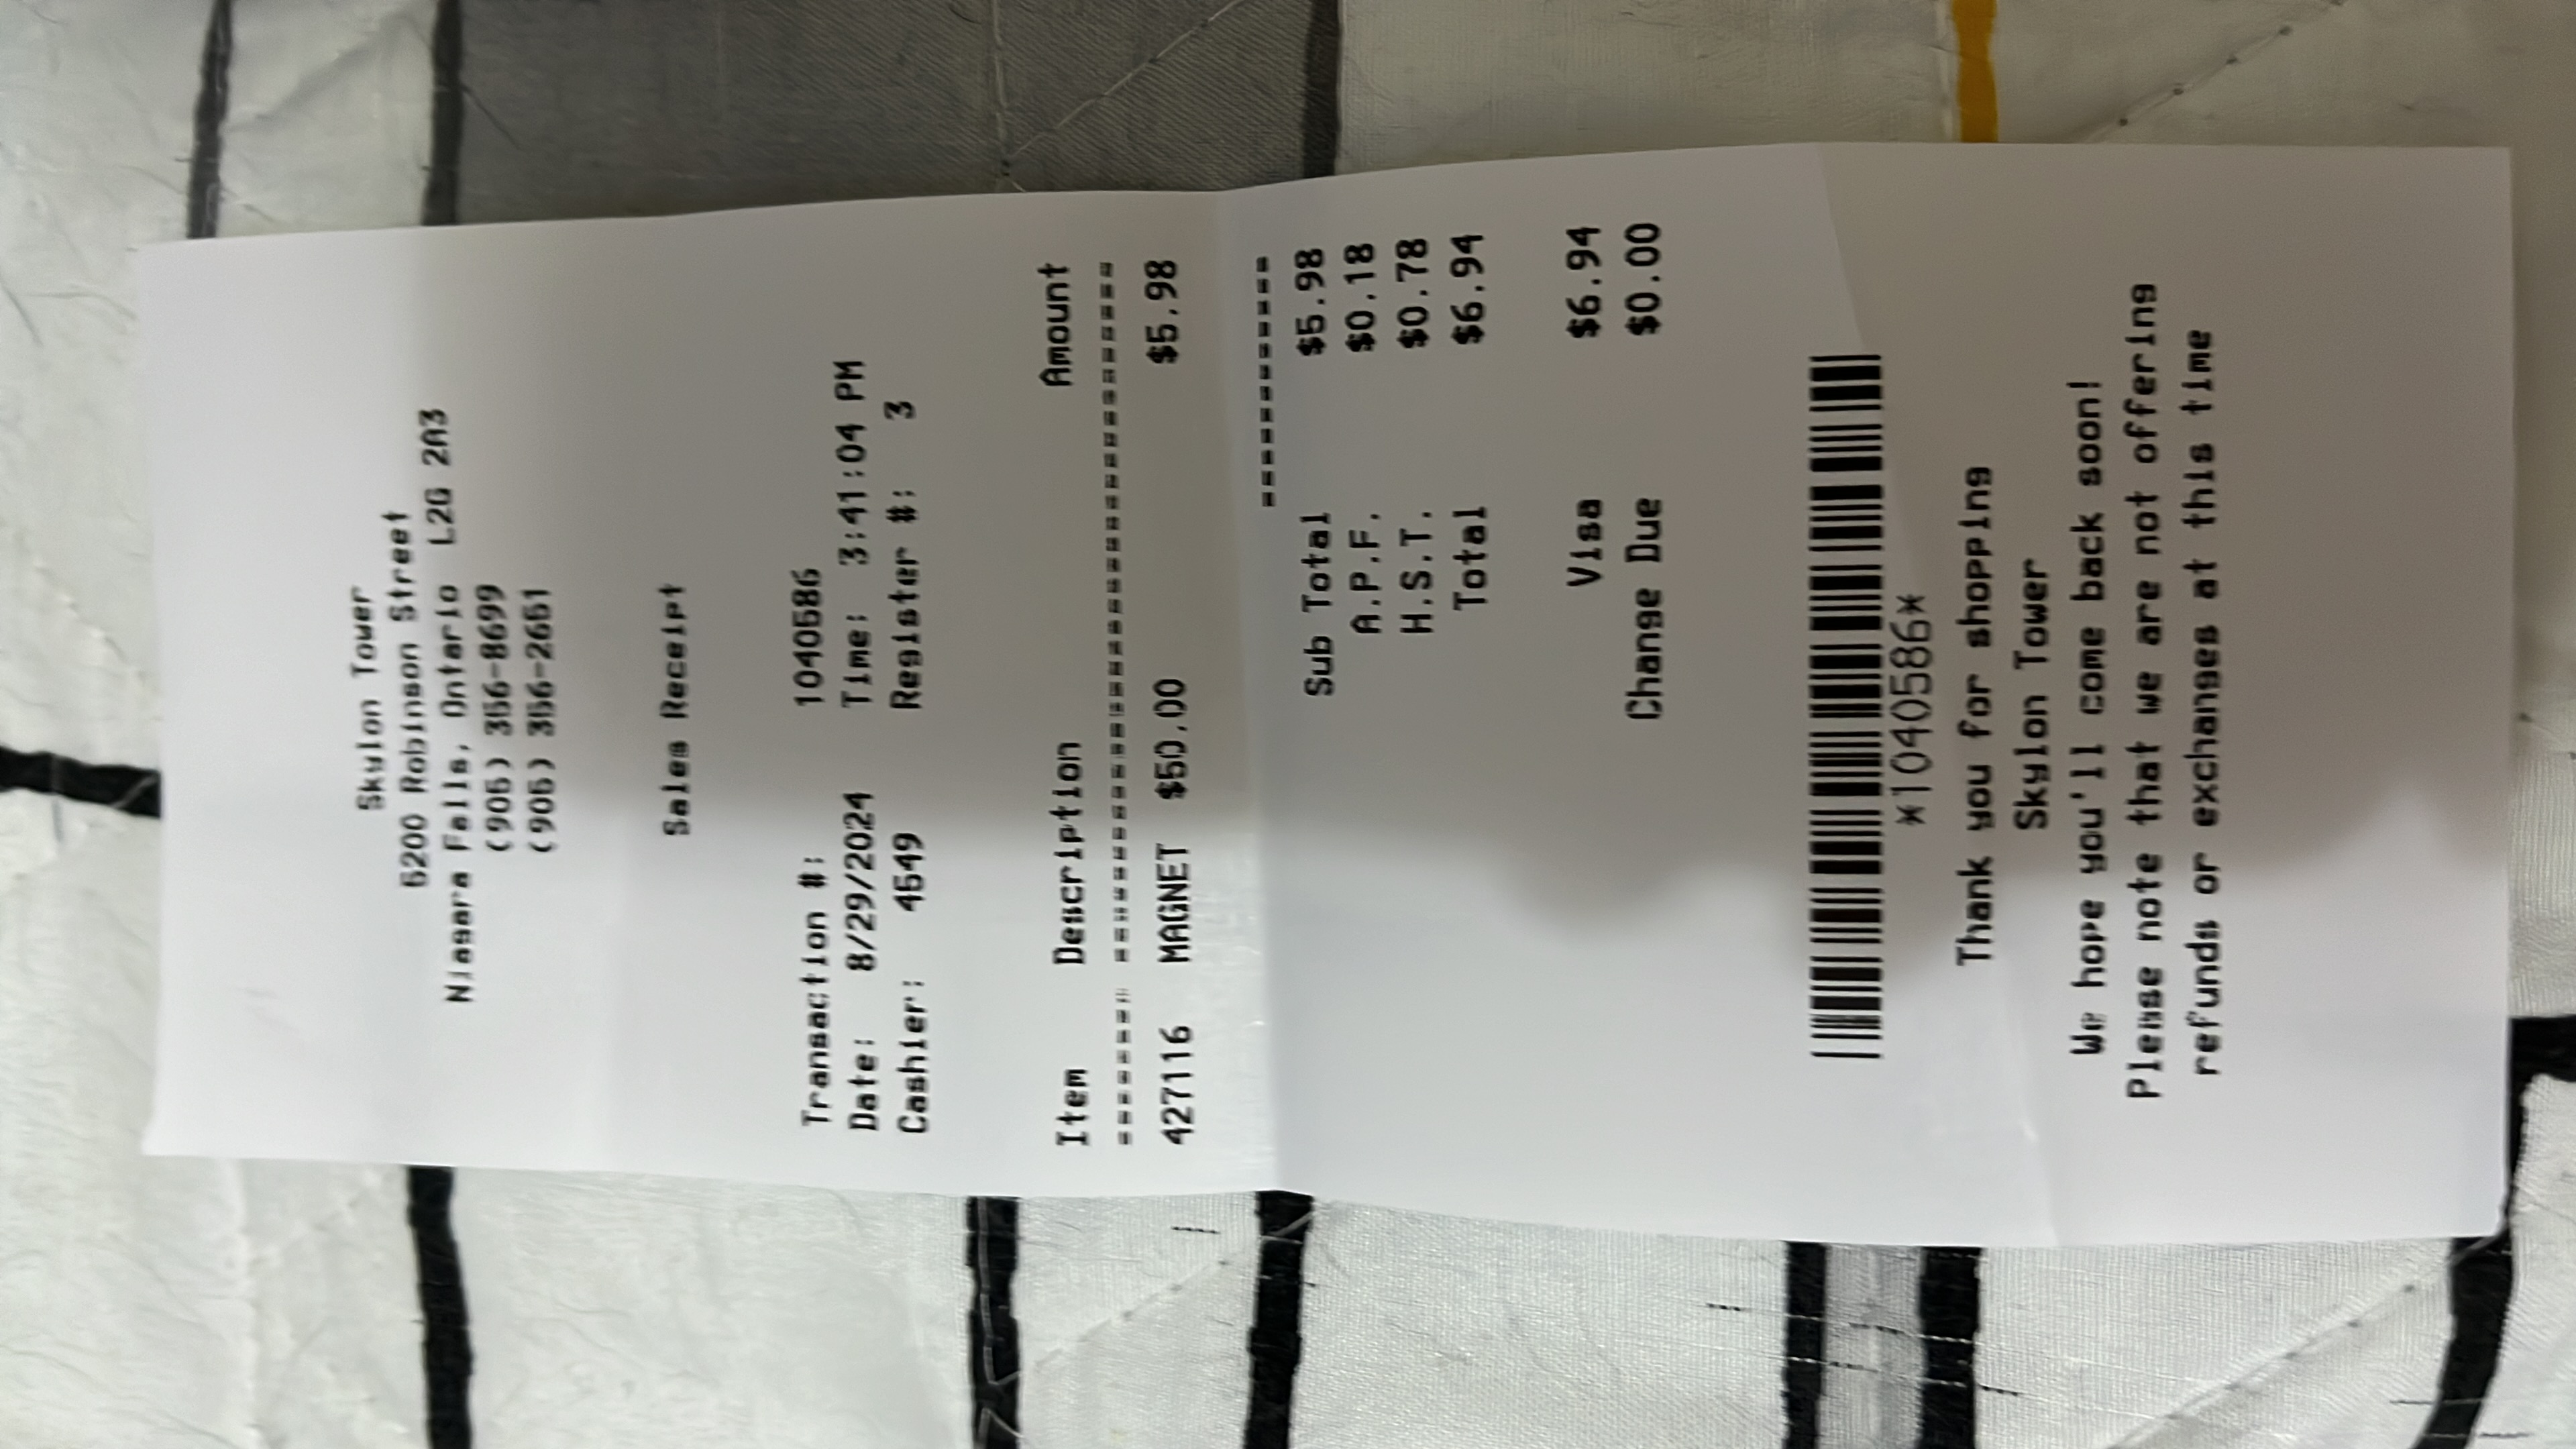 Skylon Tower
5200 Robinson Street
Niagara Falls, Ontario L2G 2A3
(905) 356-8699
(905) 356-2651
Sales Receipt
Transaction #: 1040586
Date: 8/29/2024 Time: 3:41:04 PM
Cashier: 4549 Register #: 3
Item Description Amount
====== ==============================
427116 MAGNET $50.00 $5.98
==========
Sub Total $5.98
A.P.F. $0.18
H.S.T. $0.78
Total $6.94
Visa $6.94
Change Due $0.00
*1040586*
Thank you for shopping
Skylon Tower
We hope you'll come back soon!
Please note that we are not offering
refunds or exchanges at this time